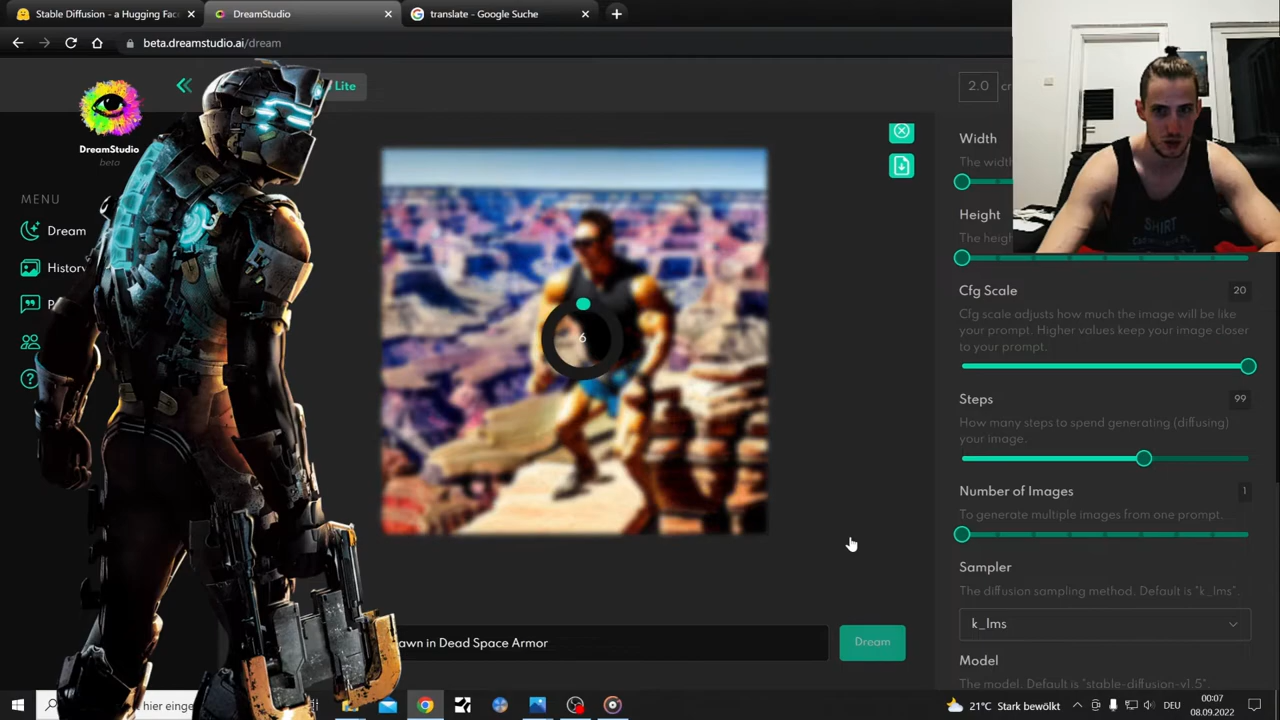 Stable Diffusion - a Hugging Fac
DreamStudio
translate - Google Suche
beta.dreamstudio.ai/dream
Lite
2.0
DreamStudio
beta
MENU
Dream
History
Width
The width
Height
The heigh
Cfg Scale
20
Cfg scale adjusts how much the image will be like
your prompt. Higher values keep your image closer
to your prompt.
Steps
99
How many steps to spend generating (diffusing)
your image.
Number of Images
1
To generate multiple images from one prompt.
Sampler
The diffusion sampling method. Default is "k_lms".
k_lms
Model
The model. Default is "stable-diffusion-v1.5".
6
awn in Dead Space Armor
Dream
SHIRT
hier einge
21°C Stark bewölkt
DEU
00:07
08.09.2022